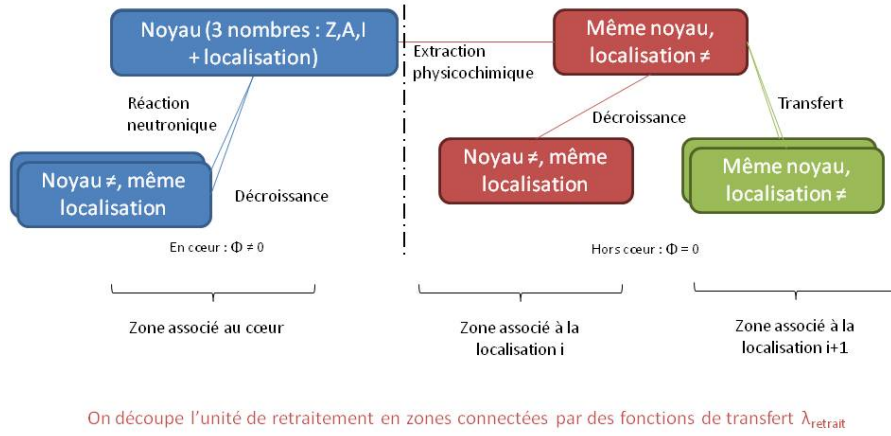 Noyau (3 nombres : Z,A,I
+ localisation)
Extraction
physicochimique
Même noyau,
localisation ≠
Réaction
neutronique
Décroissance
Transfert
Noyau ≠, même
localisation
Décroissance
Noyau ≠, même
localisation
Même noyau,
localisation ≠
En cœur : Φ ≠ 0
Hors cœur : Φ = 0
Zone associé au cœur
Zone associé à la
localisation i
Zone associé à la
localisation i+1
On découpe l'unité de retraitement en zones connectées par des fonctions de transfert λretrait